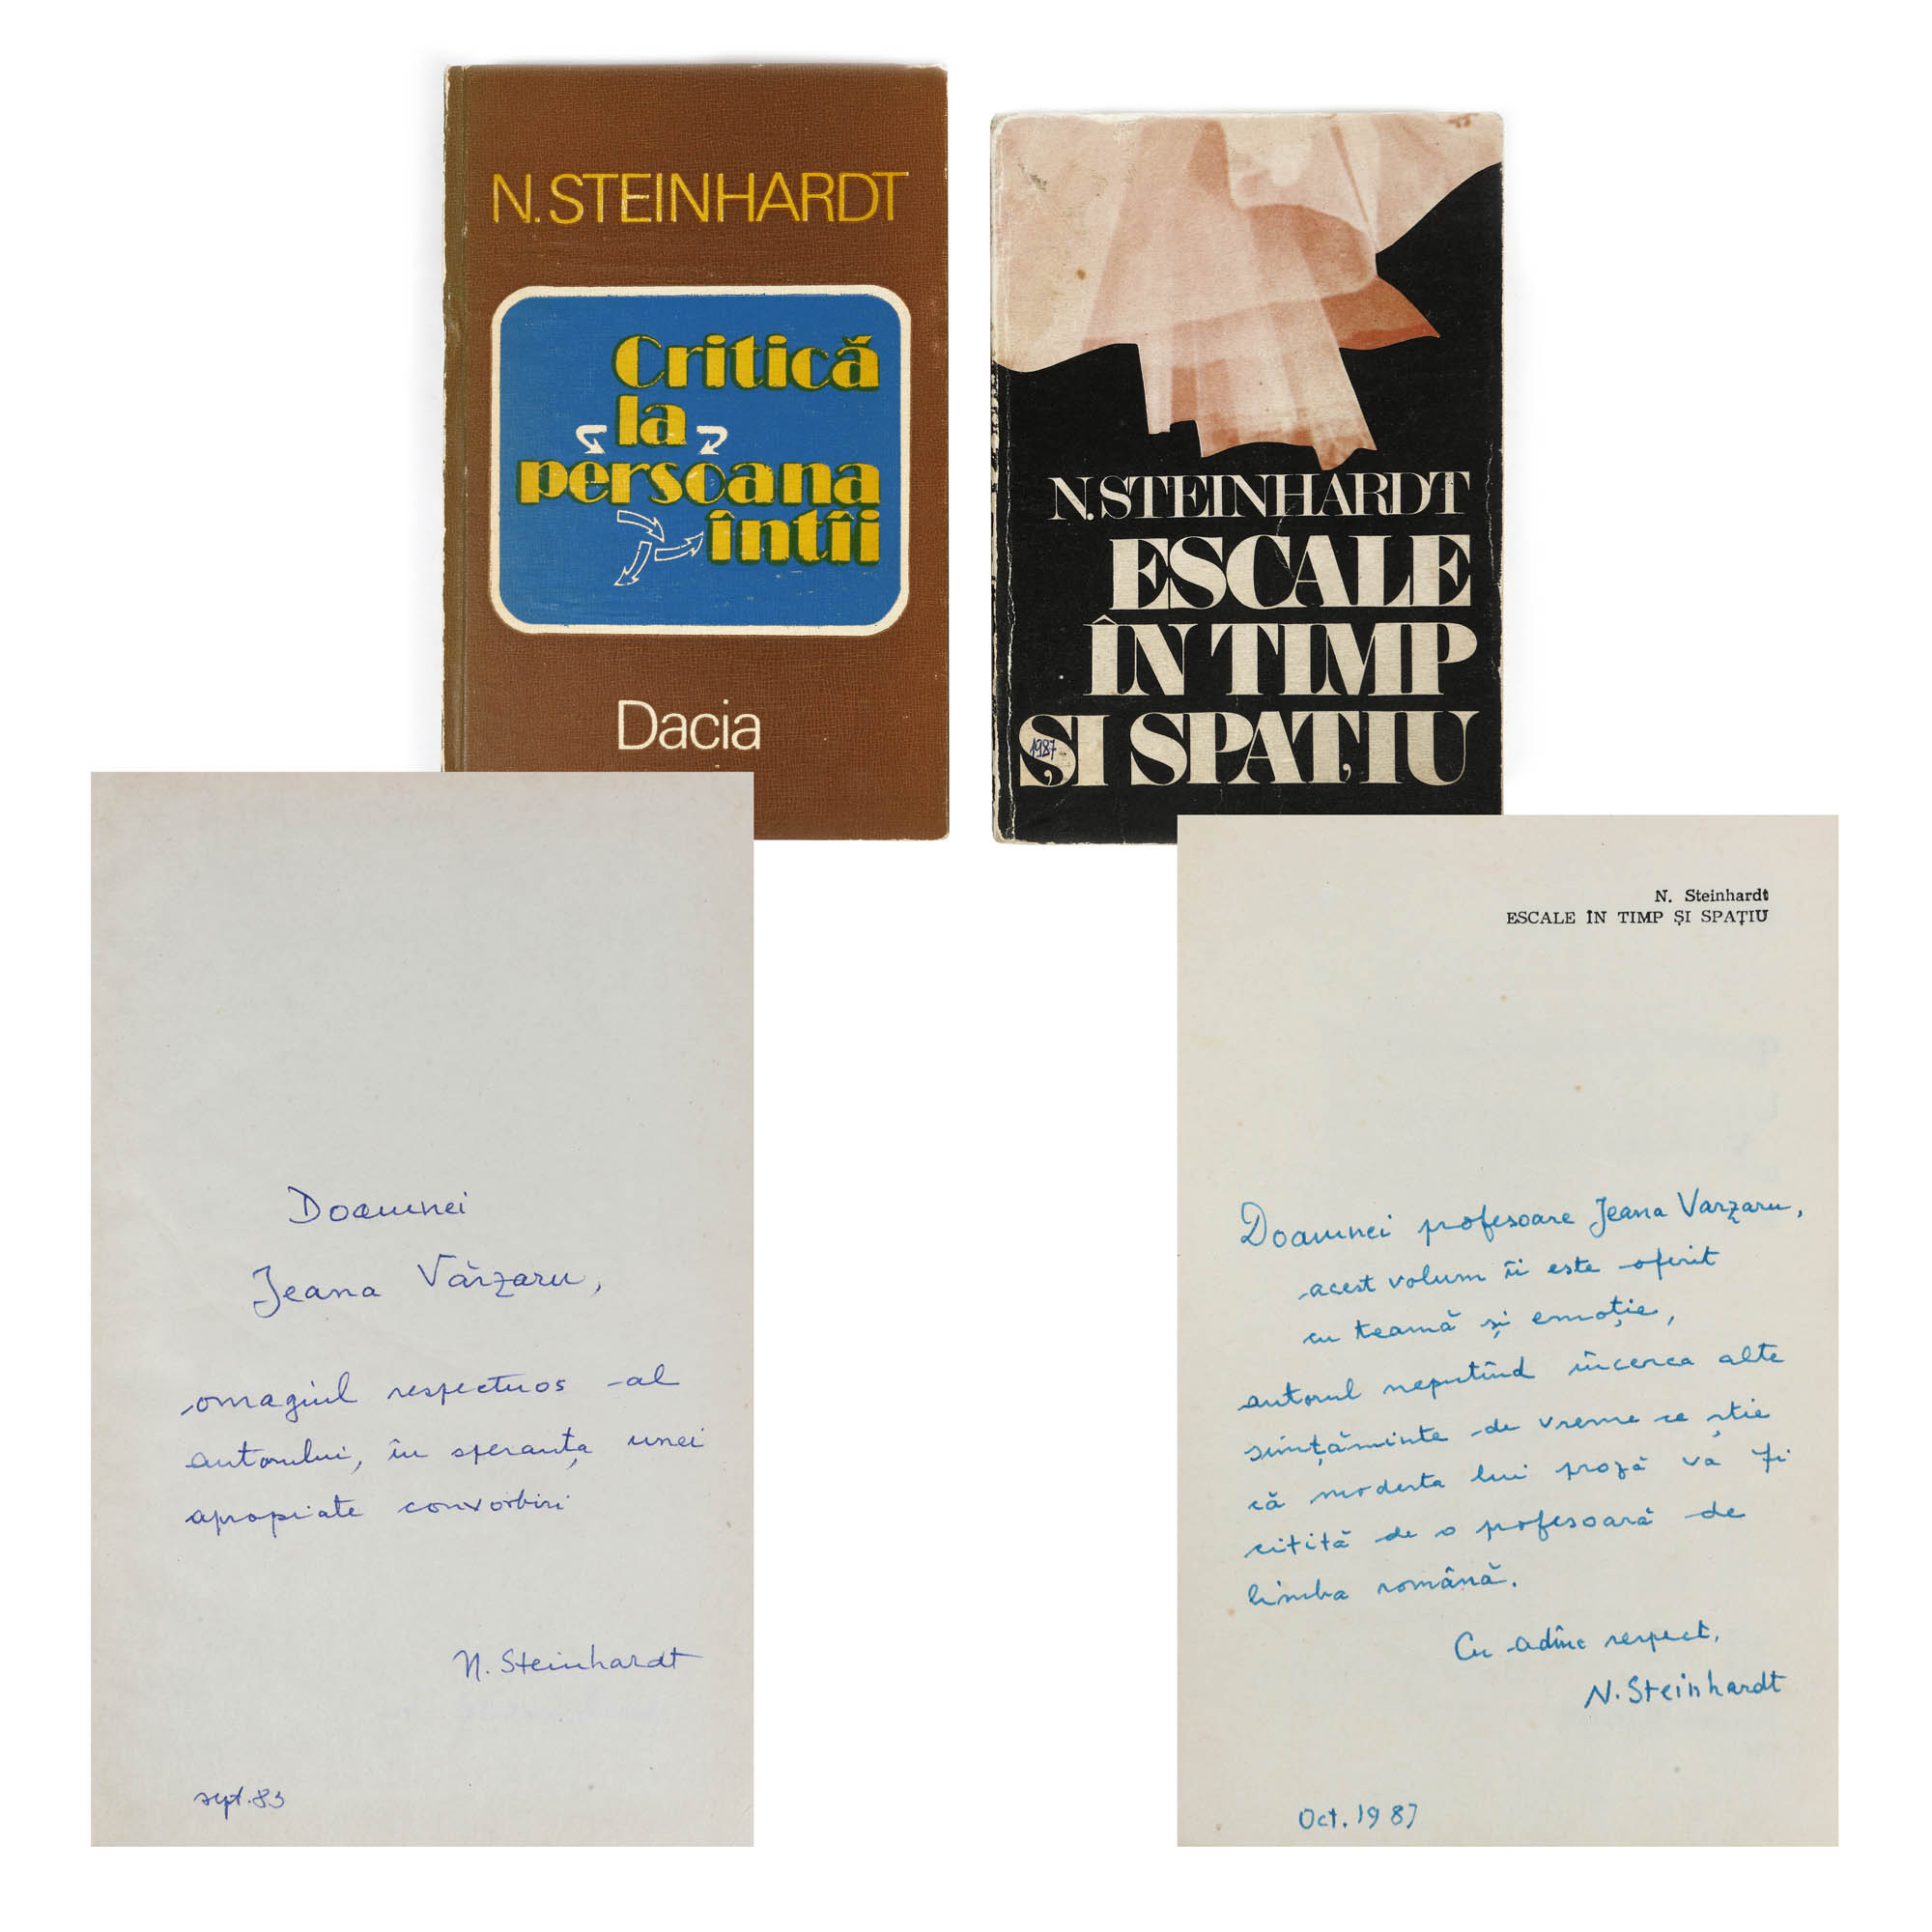 N. STEINHARDT
Critică
la
persoana
întîi
Dacia
N. STEINHARDT
ESCALE
ÎN TIMP
ȘI SPAȚIU
1987
Doamnei
Jeana Vârzaru,
omagiul respectuos al
autorului, în speranța unei
apropiate convorbiri
N. Steinhardt
sept. 83
N. Steinhardt
ESCALE ÎN TIMP ȘI SPAȚIU
Doamnei profesoare Jeana Varzaru,
acest volum îi este oferit
cu teamă și emoție,
autorul neputînd încerca alte
simțăminte de vreme ce știe
că modesta lui proză va fi
citită de o profesoară de
limba română.
Cu adînc respect,
N. Steinhardt
Oct. 1987